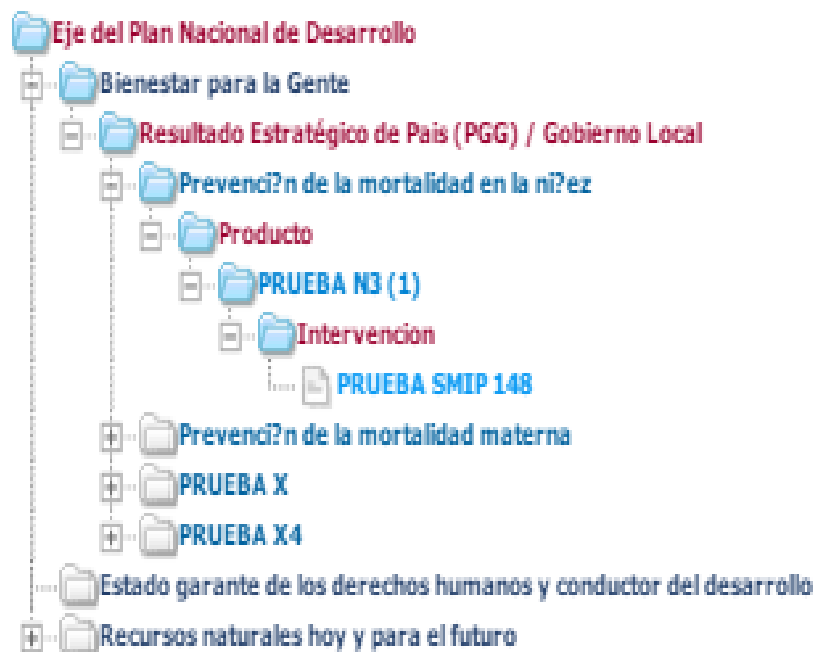 Eje del Plan Nacional de Desarrollo
Bienestar para la Gente
Resultado Estratégico de Pais (PGG) / Gobierno Local
Prevenci?n de la mortalidad en la ni?ez
Producto
PRUEBA N3 (1)
Intervencion
PRUEBA SMIP 148
Prevenci?n de la mortalidad materna
PRUEBA X
PRUEBA X4
Estado garante de los derechos humanos y conductor del desarrollo
Recursos naturales hoy y para el futuro